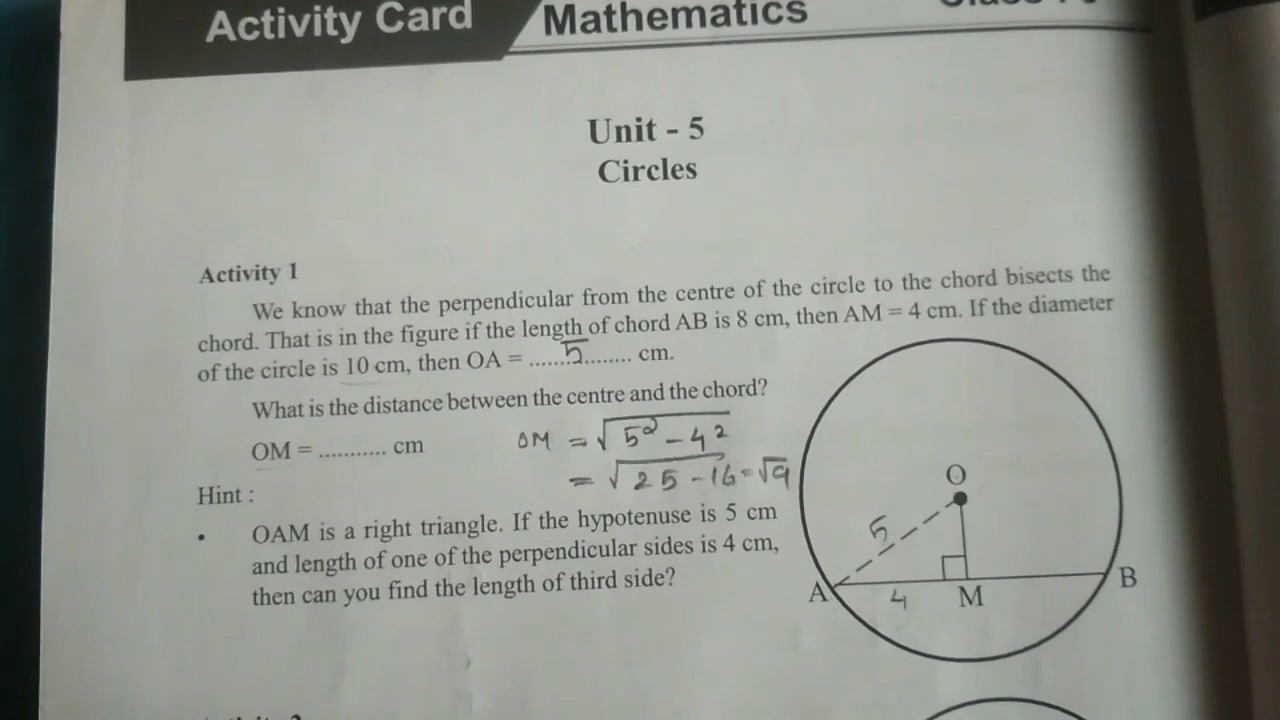 Activity Card
Mathematics
Unit - 5
Circles
Activity 1
We know that the perpendicular from the centre of the circle to the chord bisects the
chord. That is in the figure if the length of chord AB is 8 cm, then AM = 4 cm. If the diameter
of the circle is 10 cm, then OA = ......5........ cm.
What is the distance between the centre and the chord?
OM = ........... cm
OM = √5² - 4²
= √25 - 16 = √9
Hint :
• OAM is a right triangle. If the hypotenuse is 5 cm
and length of one of the perpendicular sides is 4 cm,
then can you find the length of third side?
O
5
A
4
M
B